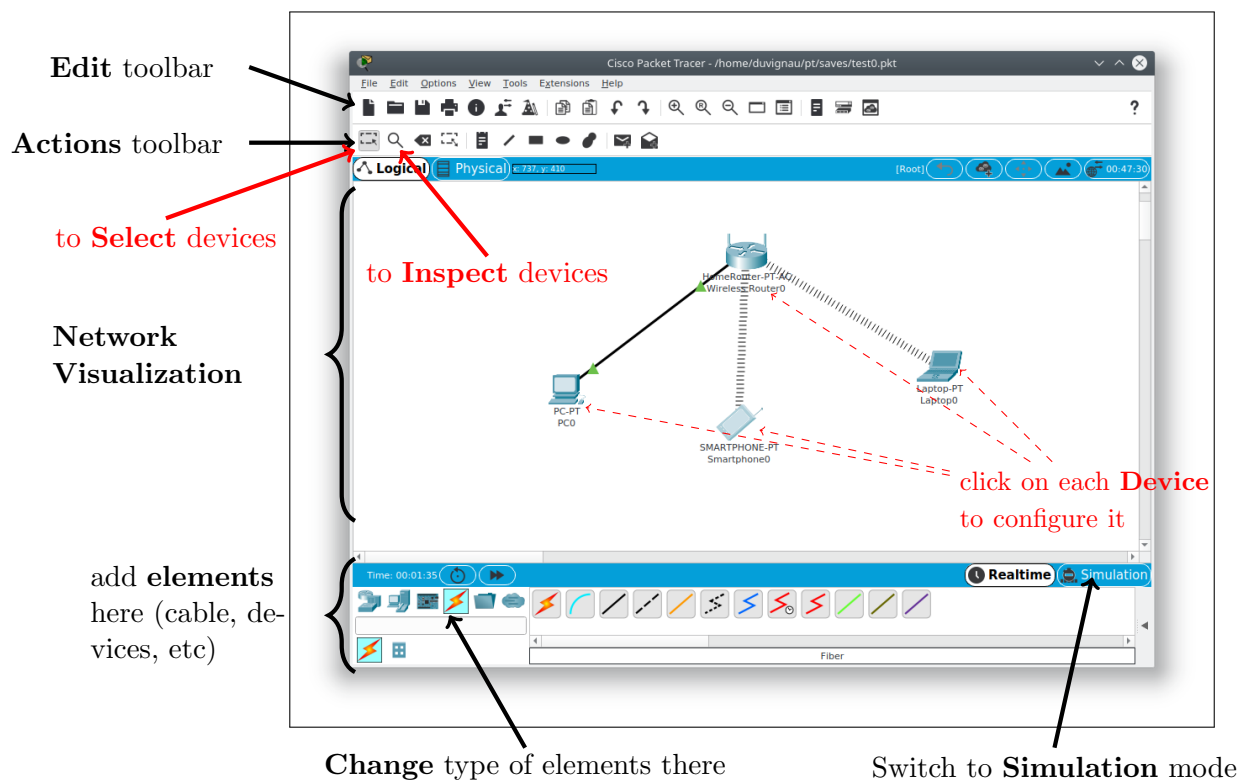 Edit toolbar
Actions toolbar
to Select devices
to Inspect devices
Network
Visualization
add elements
here (cable, de-
vices, etc)
Change type of elements there
Switch to Simulation mode
click on each Device
to configure it
Cisco Packet Tracer - /home/duvignau/pt/saves/test0.pkt
File Edit Options View Tools Extensions Help
?
Logical Physical x: 737, y: 410 [Root] 00:47:30
HomeRouter-PT-AC
Wireless Router0
PC-PT
PC0
SMARTPHONE-PT
Smartphone0
Laptop-PT
Laptop0
Time: 00:01:35 Realtime Simulation
Fiber